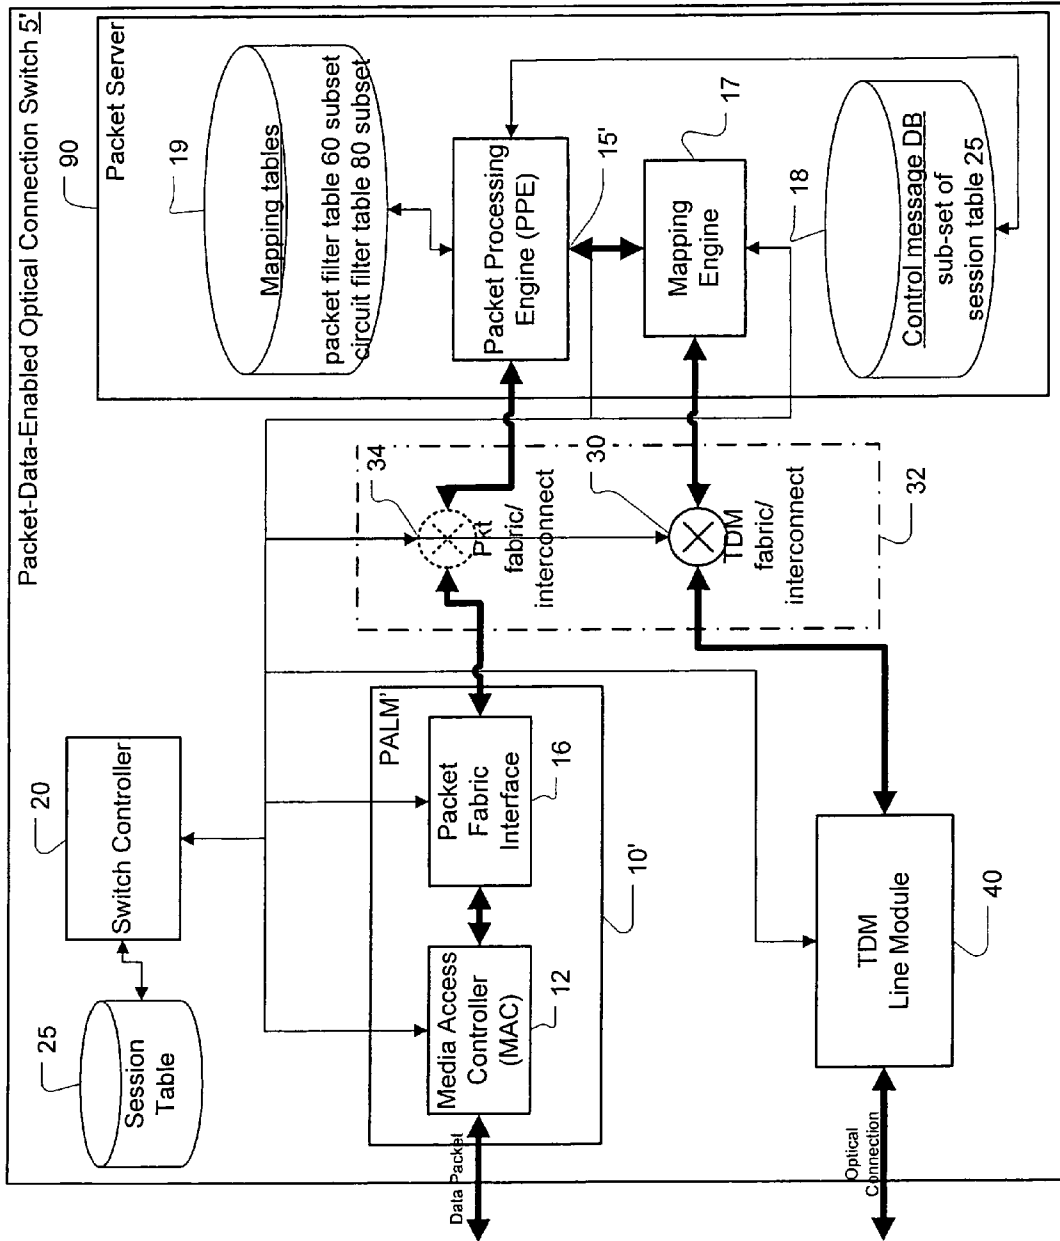 Packet-Data-Enabled Optical Connection Switch 5'
25
Session
Table
20
Switch Controller
90
Packet Server
19
Mapping tables
packet filter table 60 subset
circuit filter table 80 subset
PALM'
Data Packet
Media Access
Controller
(MAC)
12
Packet
Fabric
Interface
16
10'
34
Pkt
fabric/
interconnect
30
TDM
fabric/
interconnect
32
Packet Processing
Engine (PPE)
15'
Mapping
Engine
17
18
Control message DB
sub-set of
session table 25
Optical
Connection
TDM
Line Module
40